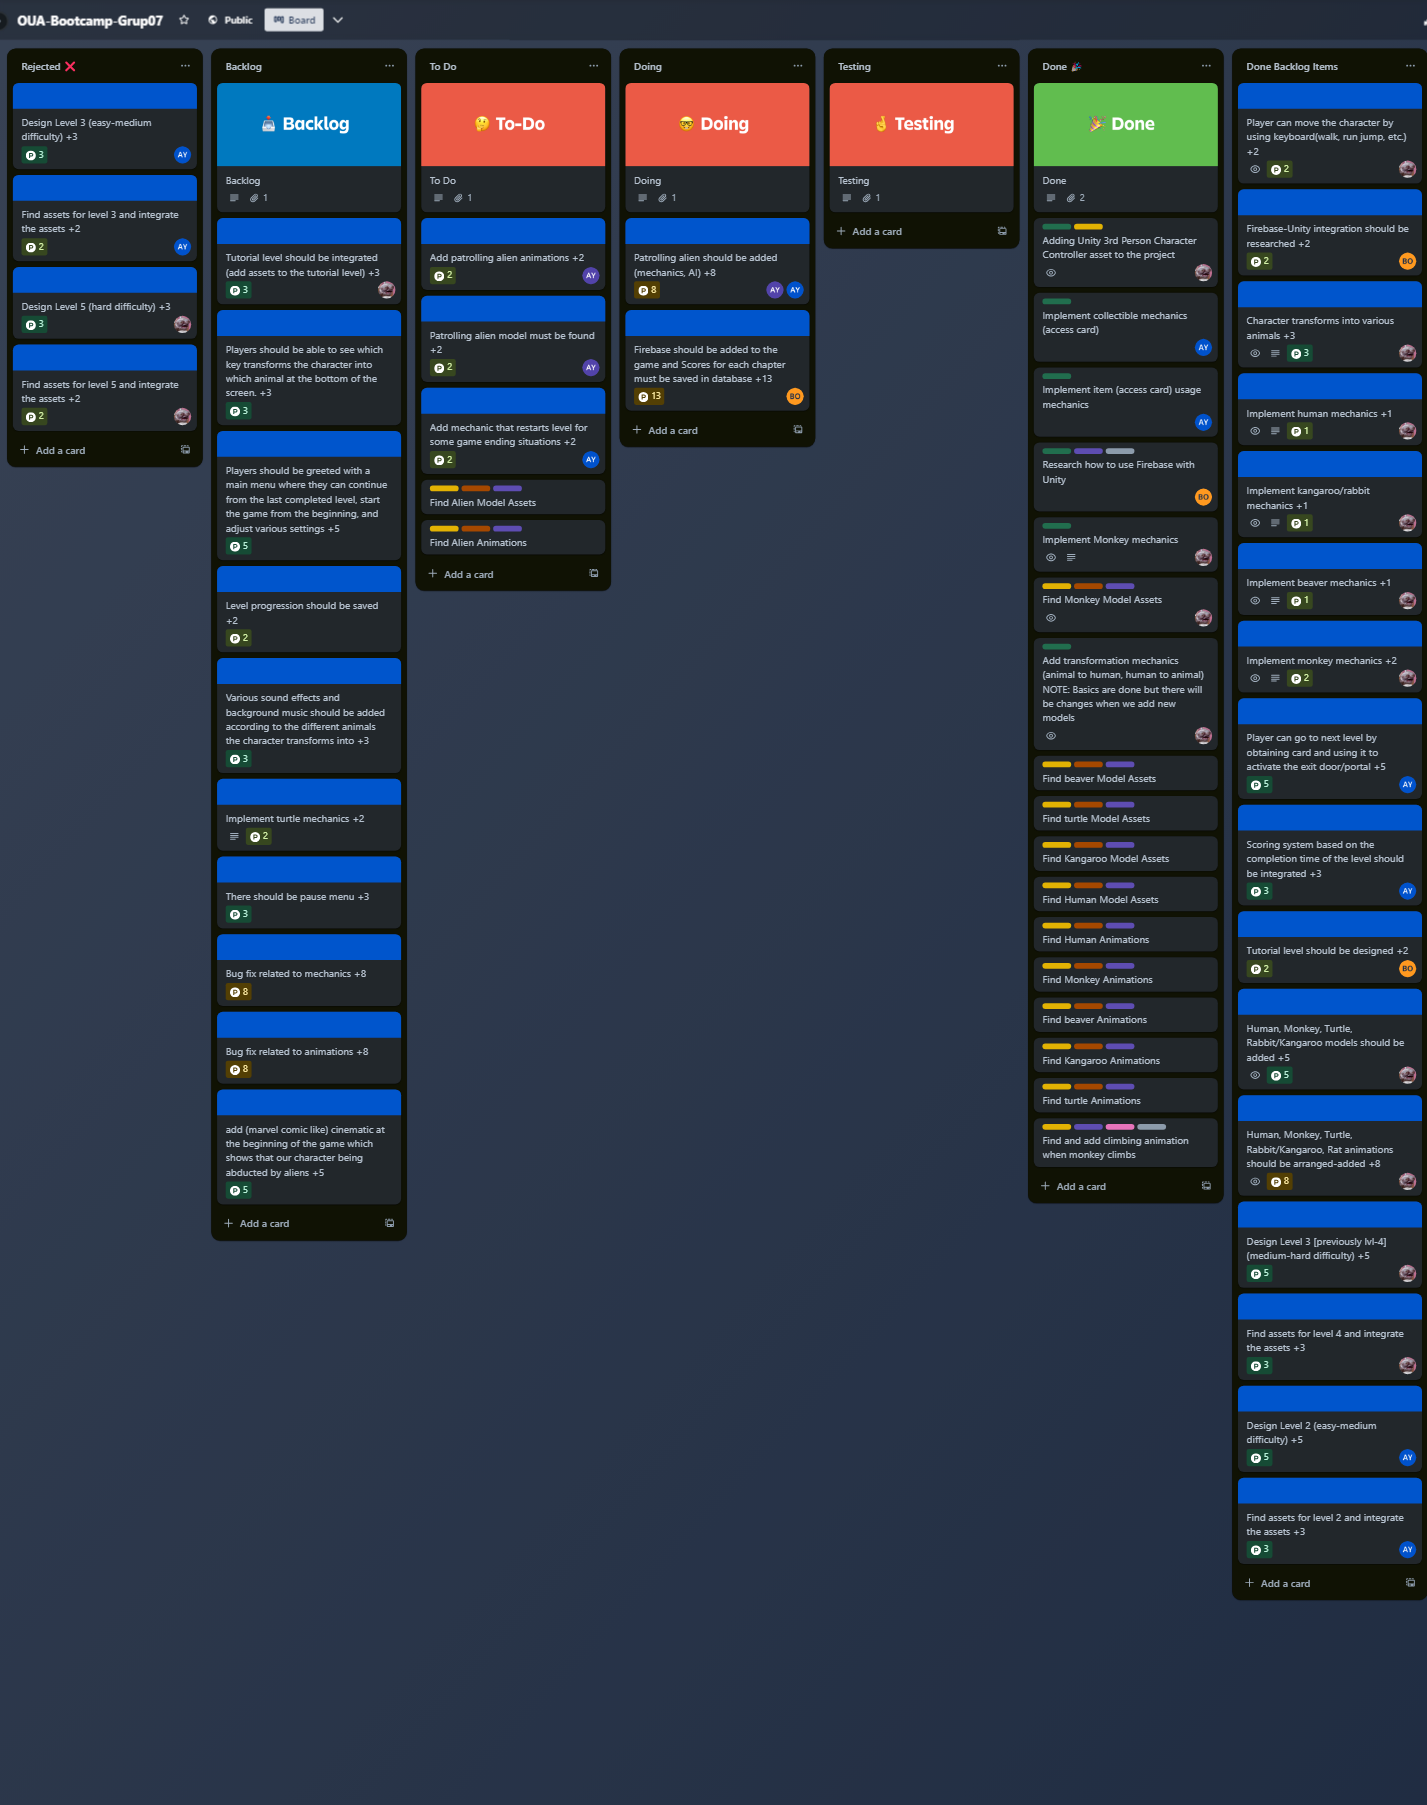 OUA-Bootcamp-Grup07
Public
Board
Rejected ❌
Design Level 3 (easy-medium
difficulty) +3
P 3
AY
Find assets for level 3 and integrate
the assets +2
P 2
AY
Design Level 5 (hard difficulty) +3
P 3
Find assets for level 5 and integrate
the assets +2
P 2
+ Add a card
Backlog
Backlog
Backlog
1
Tutorial level should be integrated
(add assets to the tutorial level) +3
P 3
Players should be able to see which
key transforms the character into
which animal at the bottom of the
screen. +3
P 3
Players should be greeted with a
main menu where they can continue
from the last completed level, start
the game from the beginning, and
adjust various settings +5
P 5
Level progression should be saved
+2
P 2
Various sound effects and
background music should be added
according to the different animals
the character transforms into +3
P 3
Implement turtle mechanics +2
P 2
There should be pause menu +3
P 3
Bug fix related to mechanics +8
P 8
Bug fix related to animations +8
P 8
add (marvel comic like) cinematic at
the beginning of the game which
shows that our character being
abducted by aliens +5
P 5
+ Add a card
To Do
🤔 To-Do
To Do
1
Add patrolling alien animations +2
P 2
AY
Patrolling alien model must be found
+2
P 2
AY
Add mechanic that restarts level for
some game ending situations +2
P 2
AY
Find Alien Model Assets
Find Alien Animations
+ Add a card
Doing
🤓 Doing
Doing
1
Patrolling alien should be added
(mechanics, AI) +8
P 8
AY AY
Firebase should be added to the
game and Scores for each chapter
must be saved in database +13
P 13
BO
+ Add a card
Testing
🤞 Testing
Testing
1
+ Add a card
Done 🎉
🎉 Done
Done
2
Adding Unity 3rd Person Character
Controller asset to the project
Implement collectible mechanics
(access card)
AY
Implement item (access card) usage
mechanics
AY
Research how to use Firebase with
Unity
BO
Implement Monkey mechanics
Find Monkey Model Assets
Add transformation mechanics
(animal to human, human to animal)
NOTE: Basics are done but there will
be changes when we add new
models
Find beaver Model Assets
Find turtle Model Assets
Find Kangaroo Model Assets
Find Human Model Assets
Find Human Animations
Find Monkey Animations
Find beaver Animations
Find Kangaroo Animations
Find turtle Animations
Find and add climbing animation
when monkey climbs
+ Add a card
Done Backlog Items
Player can move the character by
using keyboard(walk, run jump, etc.)
+2
P 2
Firebase-Unity integration should be
researched +2
P 2
BO
Character transforms into various
animals +3
P 3
Implement human mechanics +1
P 1
Implement kangaroo/rabbit
mechanics +1
P 1
Implement beaver mechanics +1
P 1
Implement monkey mechanics +2
P 2
Player can go to next level by
obtaining card and using it to
activate the exit door/portal +5
P 5
AY
Scoring system based on the
completion time of the level should
be integrated +3
P 3
AY
Tutorial level should be designed +2
P 2
BO
Human, Monkey, Turtle,
Rabbit/Kangaroo models should be
added +5
P 5
Human, Monkey, Turtle,
Rabbit/Kangaroo, Rat animations
should be arranged-added +8
P 8
Design Level 3 [previously lvl-4]
(medium-hard difficulty) +5
P 5
Find assets for level 4 and integrate
the assets +3
P 3
Design Level 2 (easy-medium
difficulty) +5
P 5
AY
Find assets for level 2 and integrate
the assets +3
P 3
AY
+ Add a card